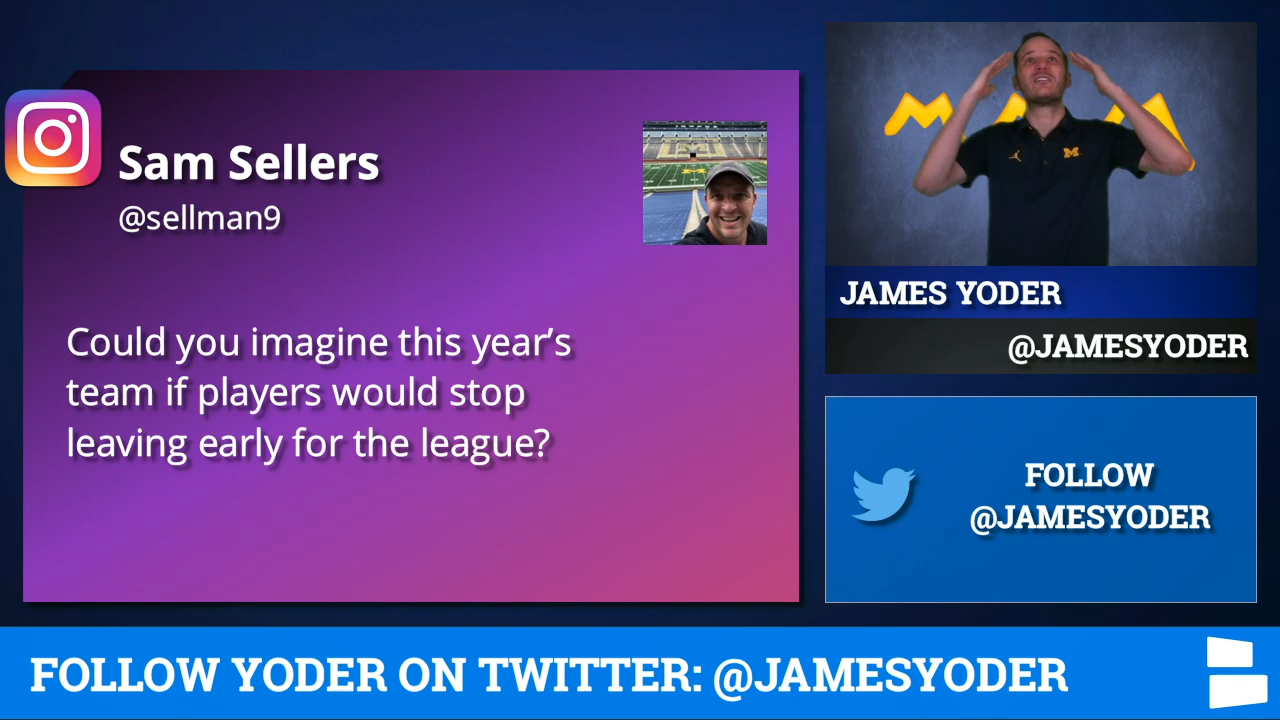 Sam Sellers
@sellman9
Could you imagine this year’s
team if players would stop
leaving early for the league?
M
JAMES YODER
@JAMESYODER
FOLLOW
@JAMESYODER
FOLLOW YODER ON TWITTER: @JAMESYODER